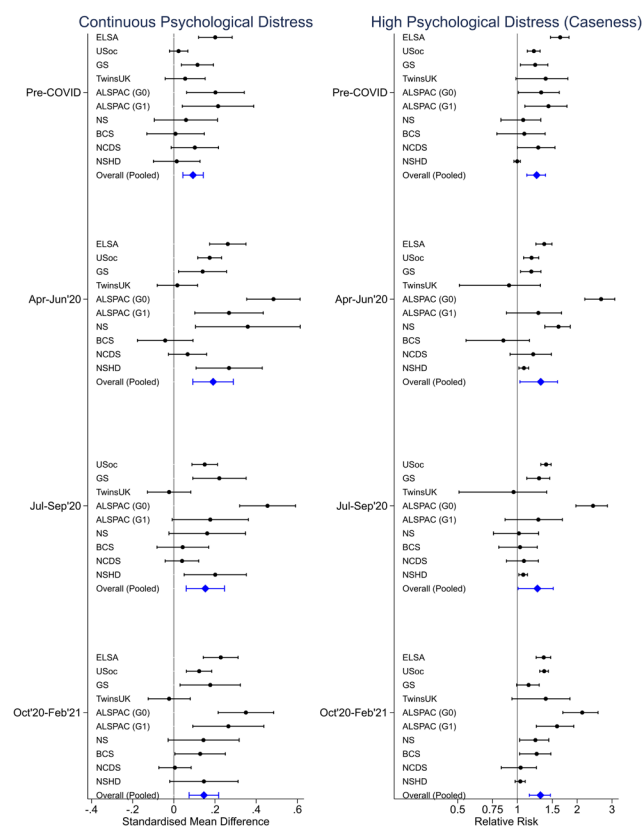 Continuous Psychological Distress
High Psychological Distress (Caseness)
Pre-COVID
ELSA
USoc
GS
TwinsUK
ALSPAC (G0)
ALSPAC (G1)
NS
BCS
NCDS
NSHD
Overall (Pooled)
Apr-Jun'20
ELSA
USoc
GS
TwinsUK
ALSPAC (G0)
ALSPAC (G1)
NS
BCS
NCDS
NSHD
Overall (Pooled)
Jul-Sep'20
USoc
GS
TwinsUK
ALSPAC (G0)
ALSPAC (G1)
NS
BCS
NCDS
NSHD
Overall (Pooled)
Oct'20-Feb'21
ELSA
USoc
GS
TwinsUK
ALSPAC (G0)
ALSPAC (G1)
NS
BCS
NCDS
NSHD
Overall (Pooled)
-.4 -.2 0 .2 .4 .6
Standardised Mean Difference
Pre-COVID
ELSA
USoc
GS
TwinsUK
ALSPAC (G0)
ALSPAC (G1)
NS
BCS
NCDS
NSHD
Overall (Pooled)
Apr-Jun'20
ELSA
USoc
GS
TwinsUK
ALSPAC (G0)
ALSPAC (G1)
NS
BCS
NCDS
NSHD
Overall (Pooled)
Jul-Sep'20
USoc
GS
TwinsUK
ALSPAC (G0)
ALSPAC (G1)
NS
BCS
NCDS
NSHD
Overall (Pooled)
Oct'20-Feb'21
ELSA
USoc
GS
TwinsUK
ALSPAC (G0)
ALSPAC (G1)
NS
BCS
NCDS
NSHD
Overall (Pooled)
0.5 0.75 1 1.5 2 3
Relative Risk